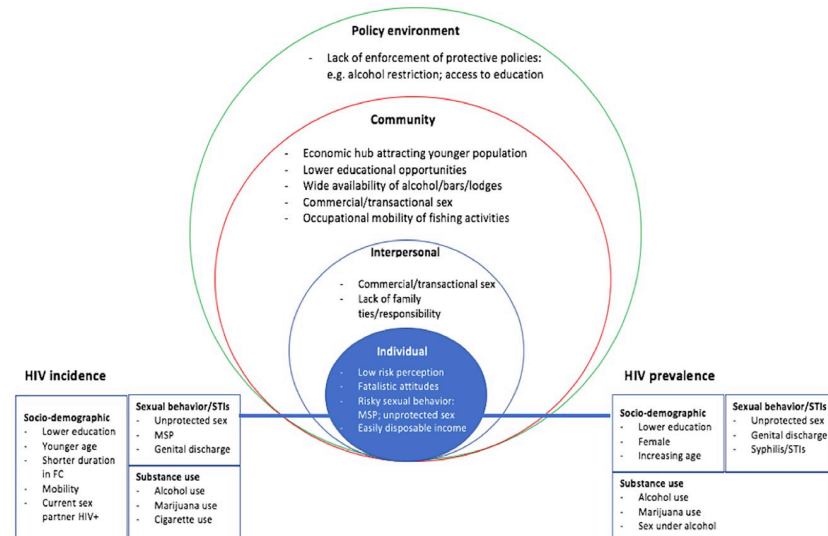 Policy environment
- Lack of enforcement of protective policies:
e.g. alcohol restriction; access to education
Community
- Economic hub attracting younger population
- Lower educational opportunities
- Wide availability of alcohol/bars/lodges
- Commercial/transactional sex
- Occupational mobility of fishing activities
Interpersonal
- Commercial/transactional sex
- Lack of family
ties/responsibility
Individual
- Low risk perception
- Fatalistic attitudes
- Risky sexual behavior:
MSP; unprotected sex
- Easily disposable income
HIV incidence
Socio-demographic
- Lower education
- Younger age
- Shorter duration
in FC
- Mobility
- Current sex
partner HIV+
Sexual behavior/STIs
- Unprotected sex
- MSP
- Genital discharge
Substance use
- Alcohol use
- Marijuana use
- Cigarette use
HIV prevalence
Socio-demographic
- Lower education
- Female
- Increasing age
Sexual behavior/STIs
- Unprotected sex
- Genital discharge
- Syphilis/STIs
Substance use
- Alcohol use
- Marijuana use
- Sex under alcohol